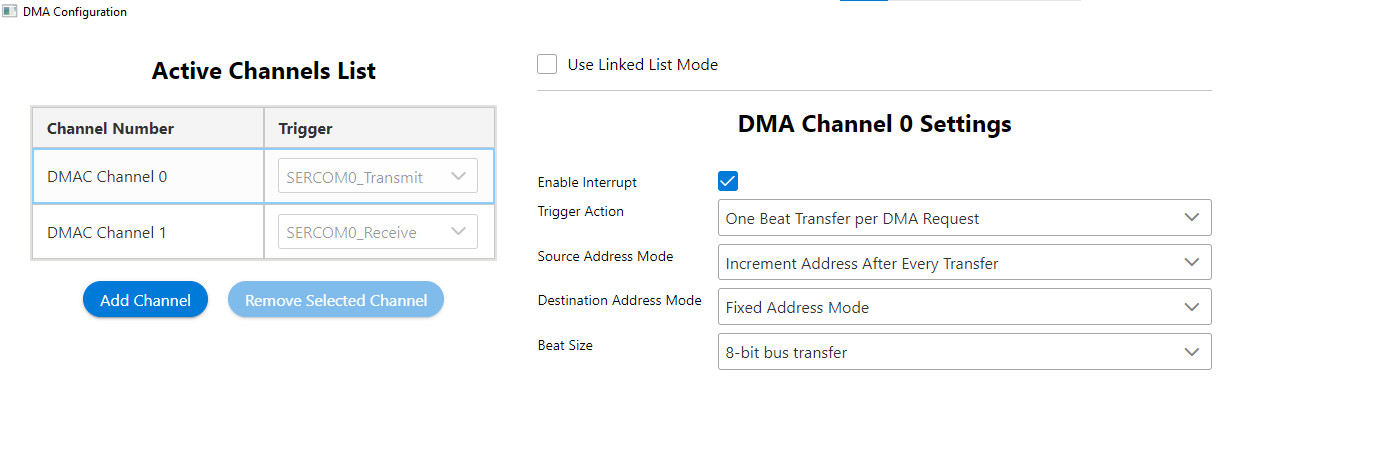 DMA Configuration
Active Channels List
Channel Number Trigger
DMAC Channel 0 SERCOM0_Transmit
DMAC Channel 1 SERCOM0_Receive
Add Channel Remove Selected Channel
Use Linked List Mode
DMA Channel 0 Settings
Enable Interrupt
Trigger Action One Beat Transfer per DMA Request
Source Address Mode Increment Address After Every Transfer
Destination Address Mode Fixed Address Mode
Beat Size 8-bit bus transfer